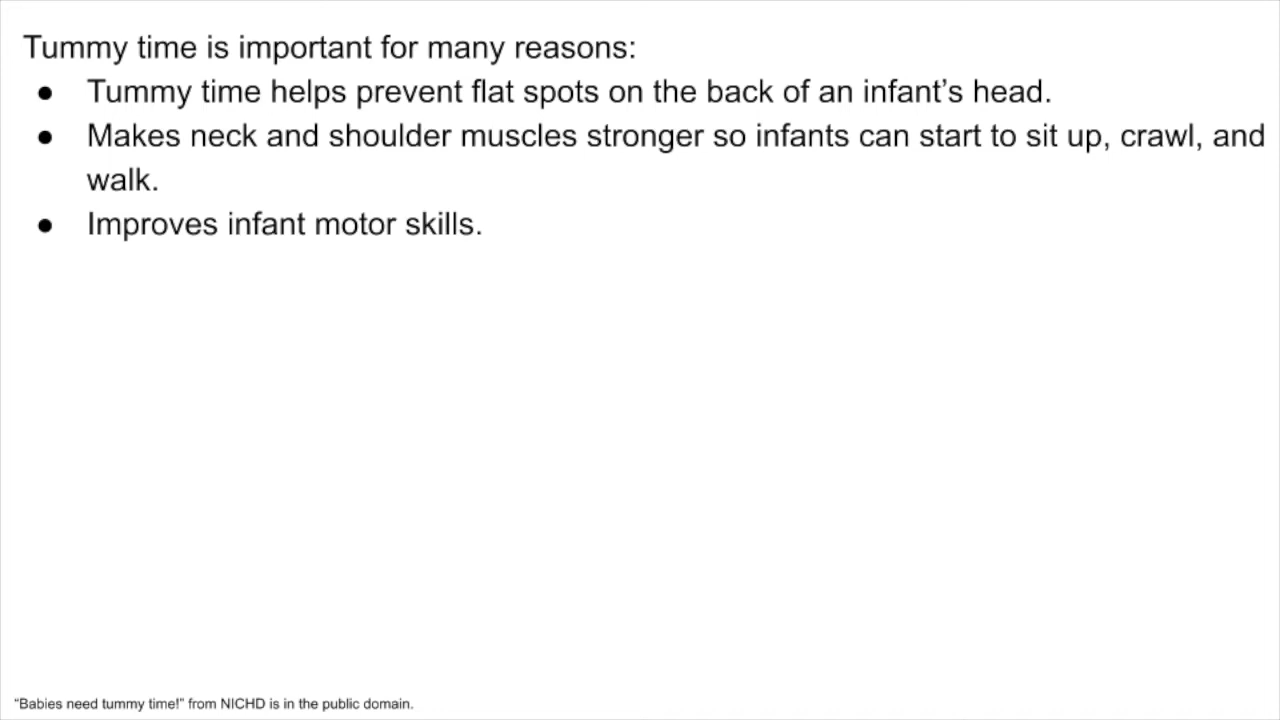 Tummy time is important for many reasons:
● Tummy time helps prevent flat spots on the back of an infant’s head.
● Makes neck and shoulder muscles stronger so infants can start to sit up, crawl, and
walk.
● Improves infant motor skills.
“Babies need tummy time!” from NICHD is in the public domain.